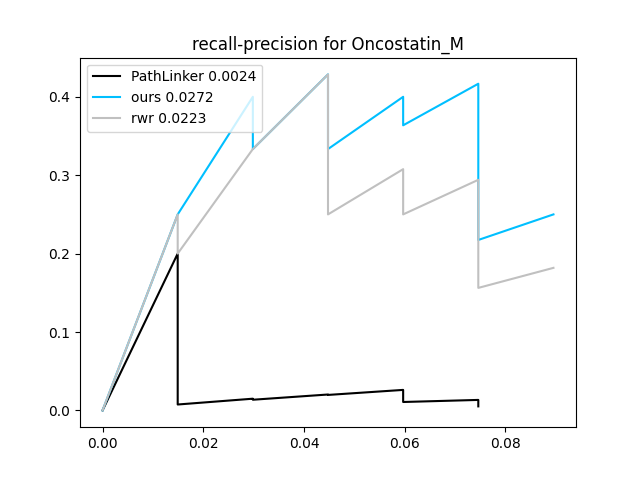 recall-precision for Oncostatin_M
PathLinker 0.0024
ours 0.0272
rwr 0.0223
0.4
0.3
0.2
0.1
0.0
0.00 0.02 0.04 0.06 0.08